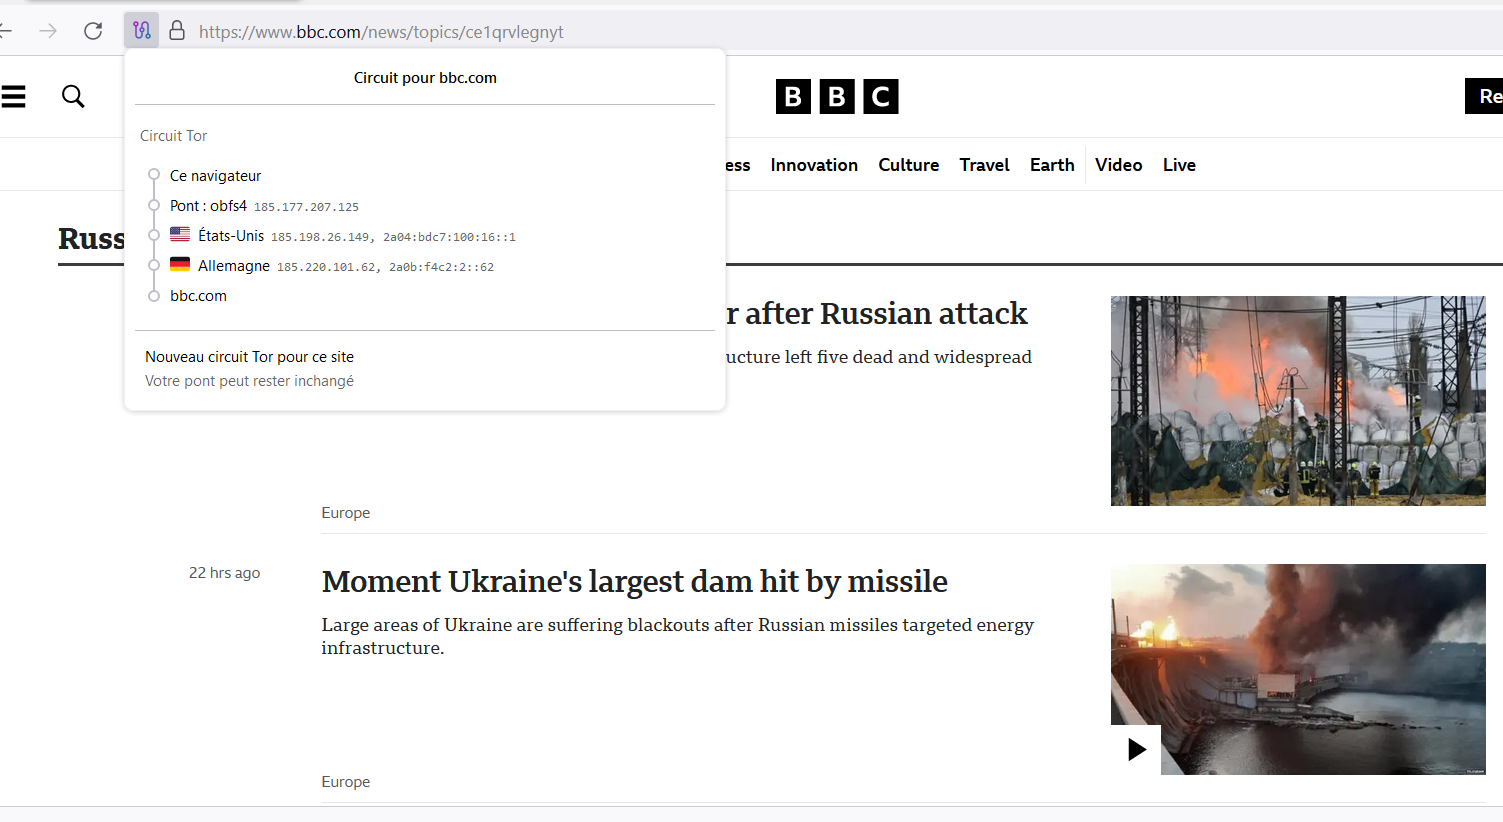 https://www.bbc.com/news/topics/ce1qrvlegnyt
Circuit pour bbc.com
Circuit Tor
Ce navigateur
Pont : obfs4 185.177.207.125
États-Unis 185.198.26.149, 2a04:bdc7:100:16::1
Allemagne 185.220.101.62, 2a0b:f4c2:2::62
bbc.com
Nouveau circuit Tor pour ce site
Votre pont peut rester inchangé
BBC
Re
ess Innovation Culture Travel Earth Video Live
Russ
r after Russian attack
ucture left five dead and widespread
Europe
22 hrs ago
Moment Ukraine's largest dam hit by missile
Large areas of Ukraine are suffering blackouts after Russian missiles targeted energy
infrastructure.
Europe